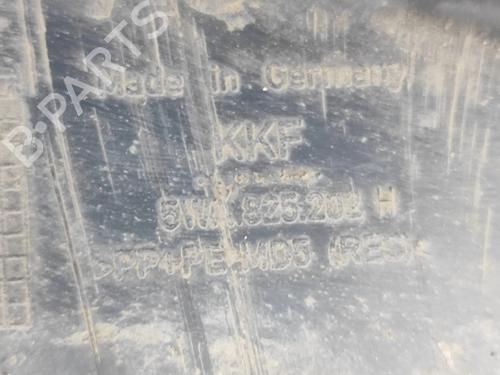 B-PARTS
Made in Germany
KKF
5WA.825.202 H
>PP+PE+MD5 (REC)<